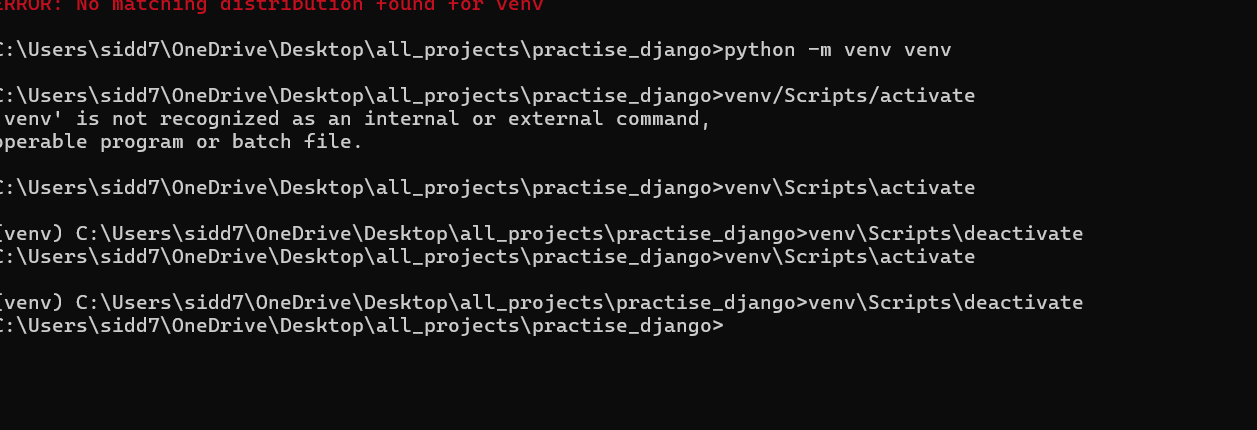 ERROR: No matching distribution found for venv
C:\Users\sidd7\OneDrive\Desktop\all_projects\practise_django>python -m venv venv
C:\Users\sidd7\OneDrive\Desktop\all_projects\practise_django>venv/Scripts/activate
'venv' is not recognized as an internal or external command,
operable program or batch file.
C:\Users\sidd7\OneDrive\Desktop\all_projects\practise_django>venv\Scripts\activate
(venv) C:\Users\sidd7\OneDrive\Desktop\all_projects\practise_django>venv\Scripts\deactivate
C:\Users\sidd7\OneDrive\Desktop\all_projects\practise_django>venv\Scripts\activate
(venv) C:\Users\sidd7\OneDrive\Desktop\all_projects\practise_django>venv\Scripts\deactivate
C:\Users\sidd7\OneDrive\Desktop\all_projects\practise_django>